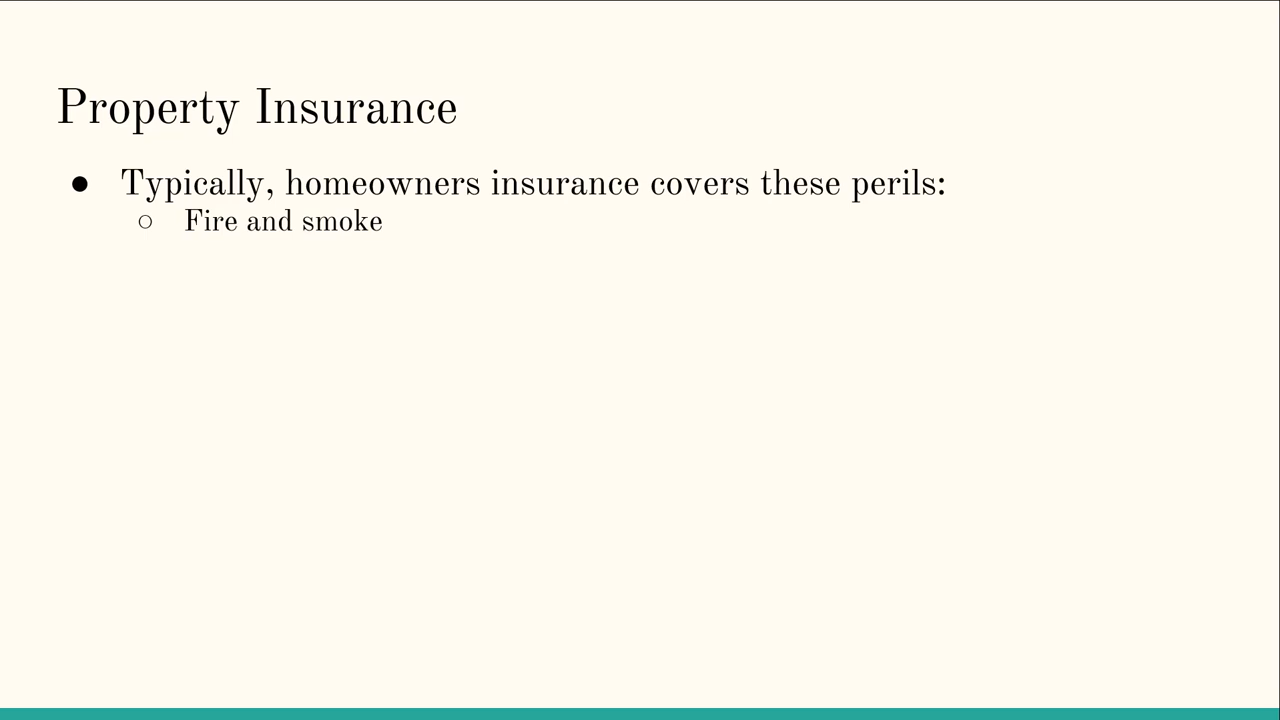 Property Insurance
● Typically, homeowners insurance covers these perils:
○ Fire and smoke